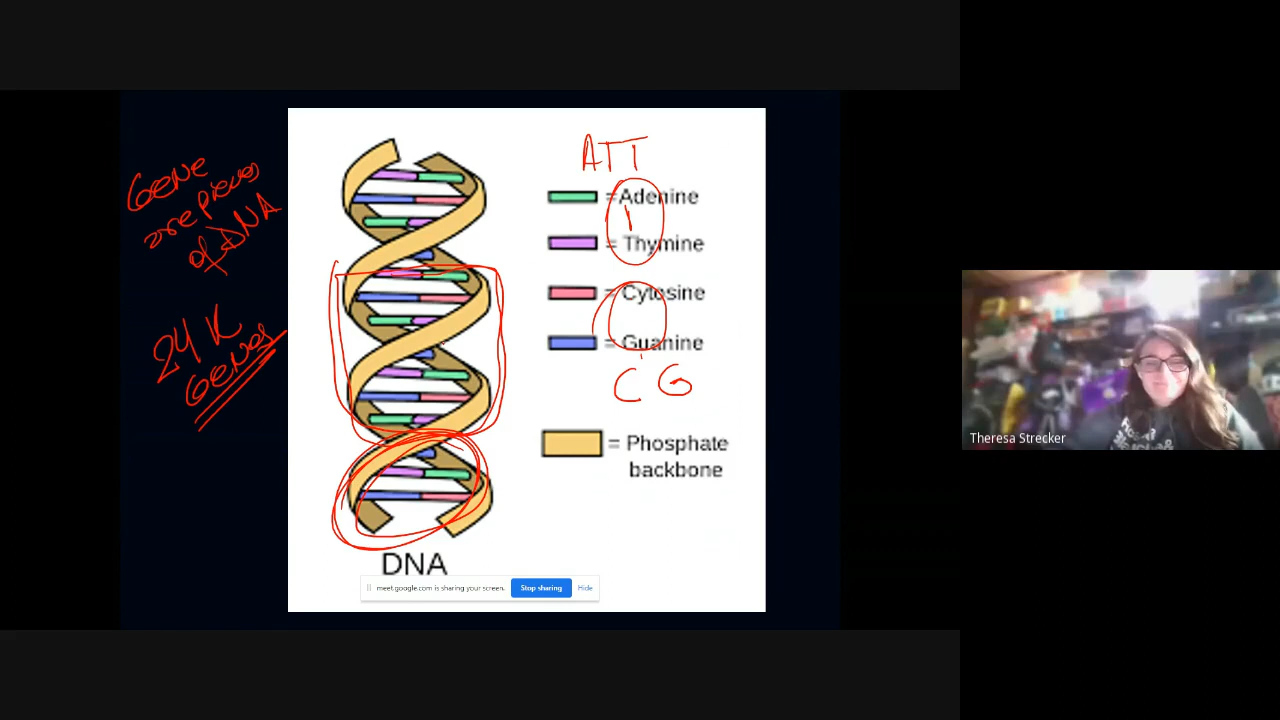 GENE
are pieces
of DNA
24 K
GENES
ATT
= Adenine
= Thymine
= Cytosine
= Guanine
C G
= Phosphate
backbone
DNA
meet.google.com is sharing your screen. Stop sharing Hide
Theresa Strecker